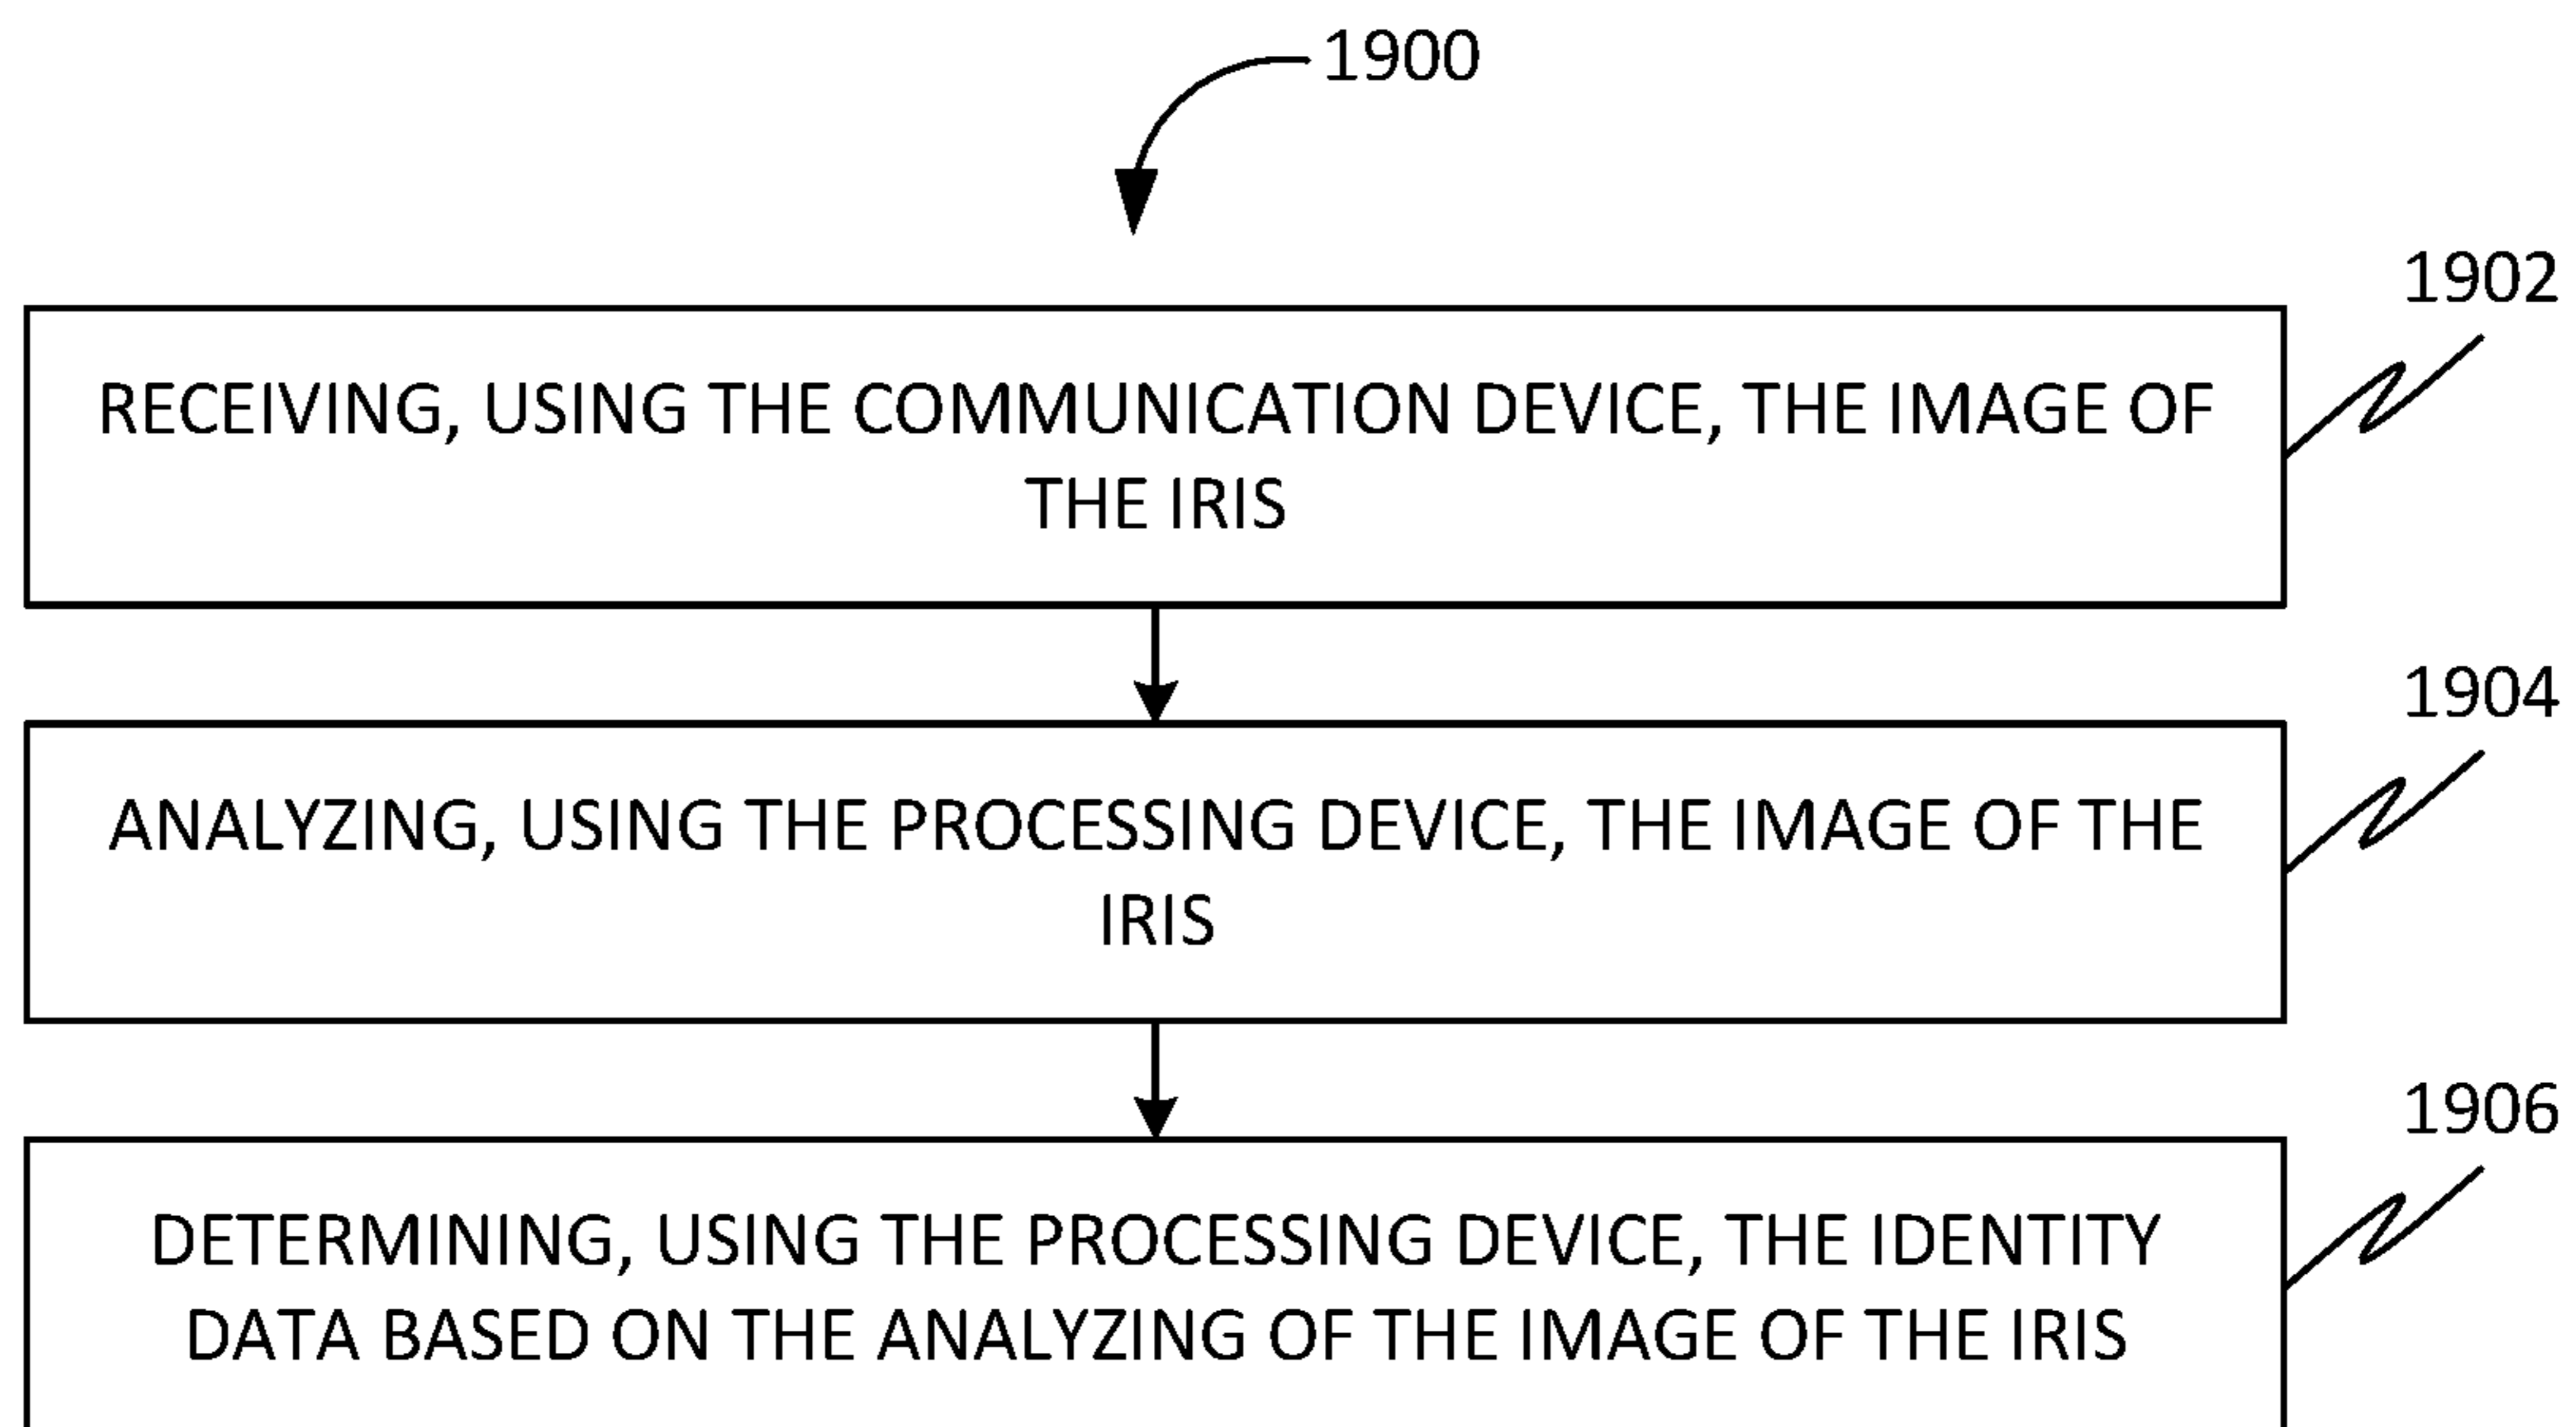 1900
1902
RECEIVING, USING THE COMMUNICATION DEVICE, THE IMAGE OF
THE IRIS
1904
ANALYZING, USING THE PROCESSING DEVICE, THE IMAGE OF THE
IRIS
1906
DETERMINING, USING THE PROCESSING DEVICE, THE IDENTITY
DATA BASED ON THE ANALYZING OF THE IMAGE OF THE IRIS